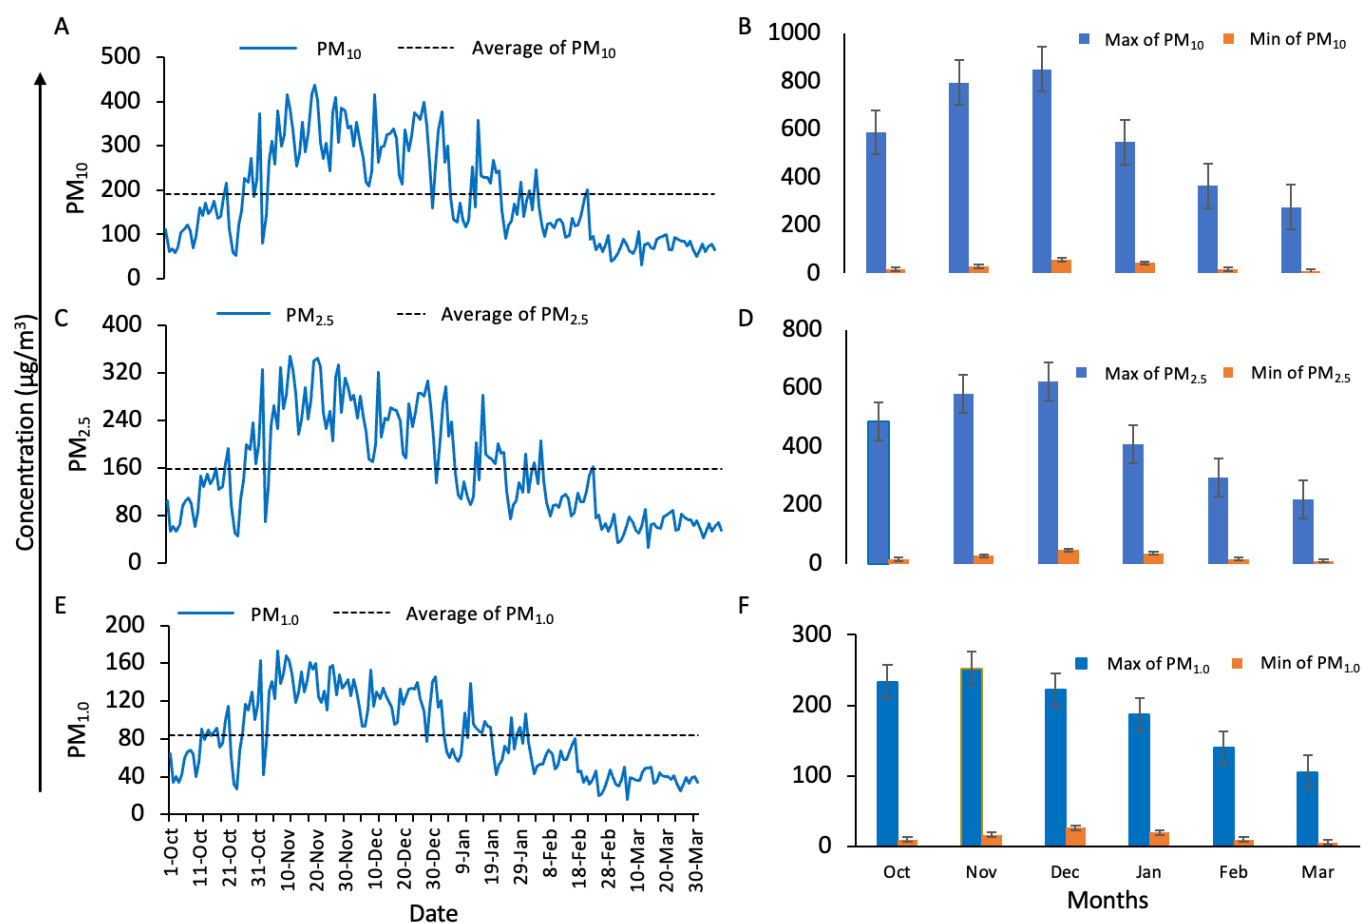 A
PM10
Average of PM10
500
400
300
200
100
0
PM10
B
Max of PM10
Min of PM10
1000
800
600
400
200
0
C
PM2.5
Average of PM2.5
400
320
240
160
80
0
PM2.5
Concentration (µg/m³)
D
Max of PM2.5
Min of PM2.5
800
600
400
200
0
E
PM1.0
Average of PM1.0
200
160
120
80
40
0
PM1.0
1-Oct
11-Oct
21-Oct
31-Oct
10-Nov
20-Nov
30-Nov
10-Dec
20-Dec
30-Dec
9-Jan
19-Jan
29-Jan
8-Feb
18-Feb
28-Feb
10-Mar
20-Mar
30-Mar
Date
F
Max of PM1.0
Min of PM1.0
300
200
100
0
Oct Nov Dec Jan Feb Mar
Months